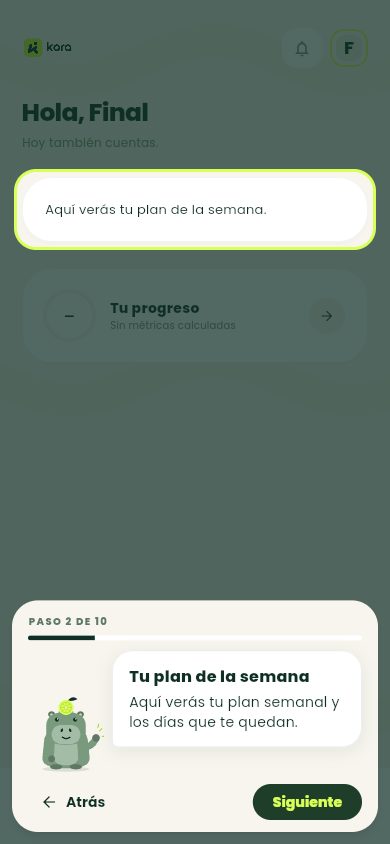 kora
F
Hola, Final
Hoy también cuentas.
Aquí verás tu plan de la semana.
–
Tu progreso
Sin métricas calculadas
PASO 2 DE 10
Tu plan de la semana
Aquí verás tu plan semanal y
los días que te quedan.
Atrás
Siguiente